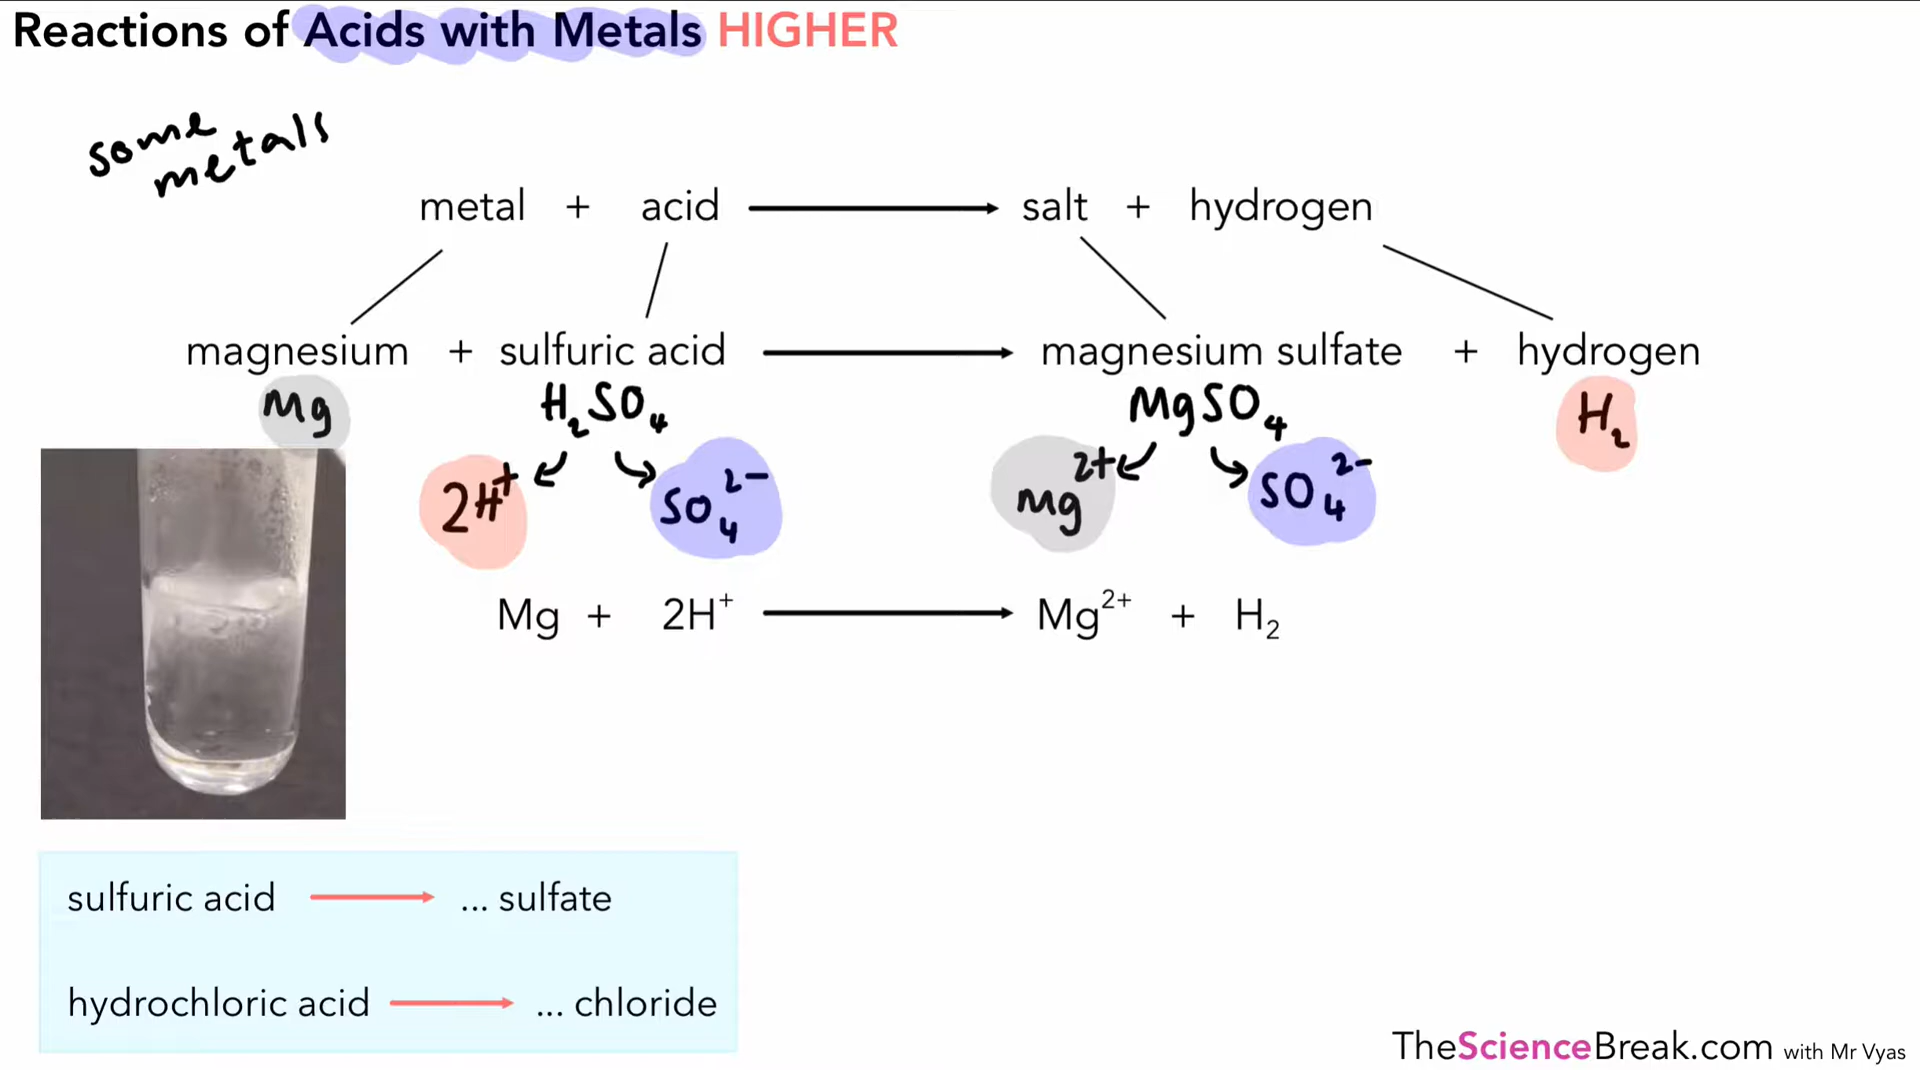 Reactions of Acids with Metals HIGHER
some
metals
metal + acid ⟶ salt + hydrogen
magnesium + sulfuric acid ⟶ magnesium sulfate + hydrogen
Mg H₂SO₄ MgSO₄ H₂
2H⁺ SO₄²⁻ Mg²⁺ SO₄²⁻
Mg + 2H⁺ ⟶ Mg²⁺ + H₂
sulfuric acid ⟶ ... sulfate
hydrochloric acid ⟶ ... chloride
TheScienceBreak.com with Mr Vyas